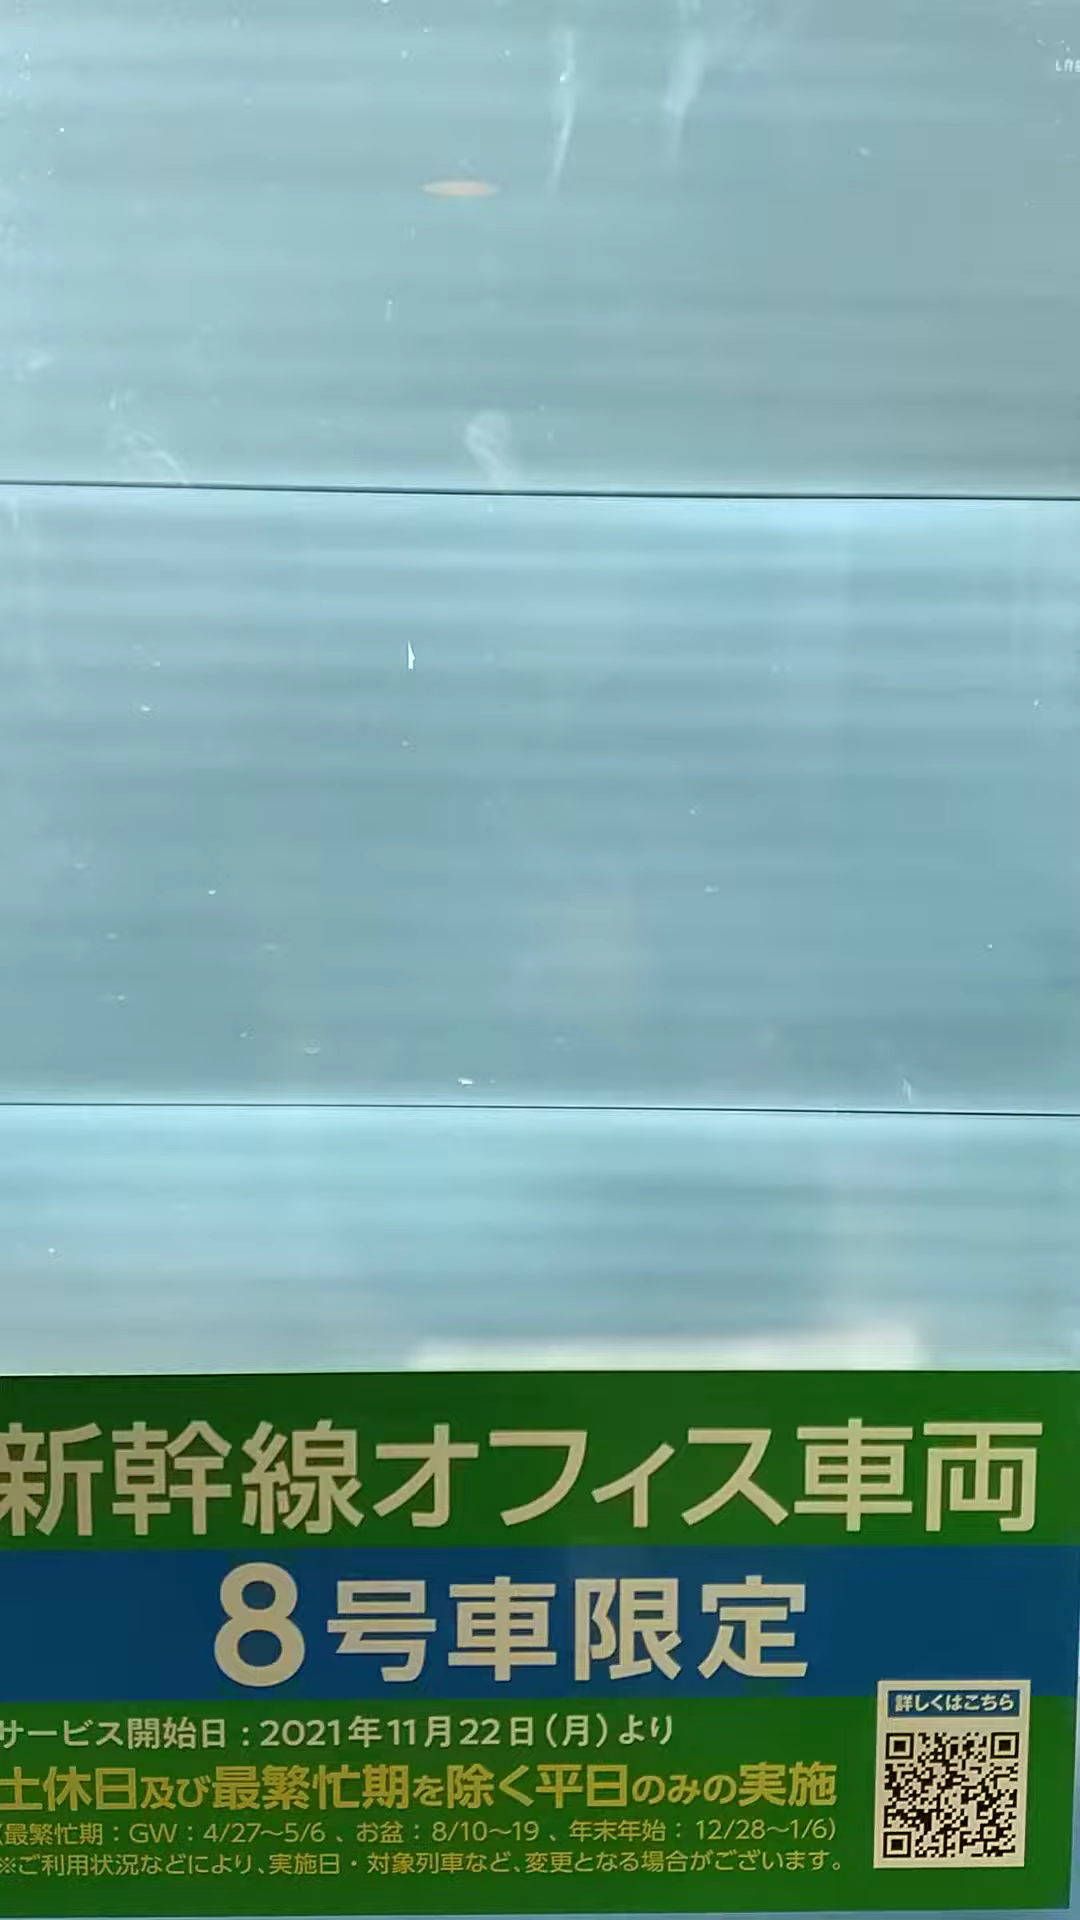 新幹線オフィス車両
8号車限定
詳しくはこちら
サービス開始日:2021年11月22日(月)より
土休日及び最繁忙期を除く平日のみの実施
(最繁忙期:GW:4/27~5/6、お盆:8/10~19、年末年始:12/28~1/6)
※ご利用状況などにより、実施日・対象列車など、変更となる場合がございます。